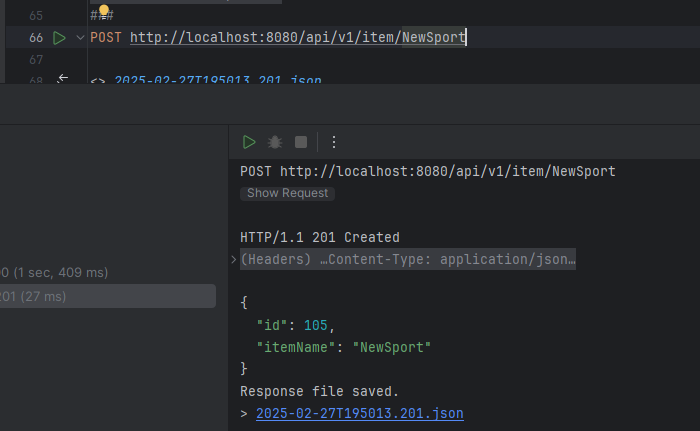 65
###
66 POST http://localhost:8080/api/v1/item/NewSport
67
68 <> 2025-02-27T195013.201.json
POST http://localhost:8080/api/v1/item/NewSport
Show Request
HTTP/1.1 201 Created
(Headers) …Content-Type: application/json…
0 (1 sec, 409 ms)
201 (27 ms)
{
"id": 105,
"itemName": "NewSport"
}
Response file saved.
> 2025-02-27T195013.201.json